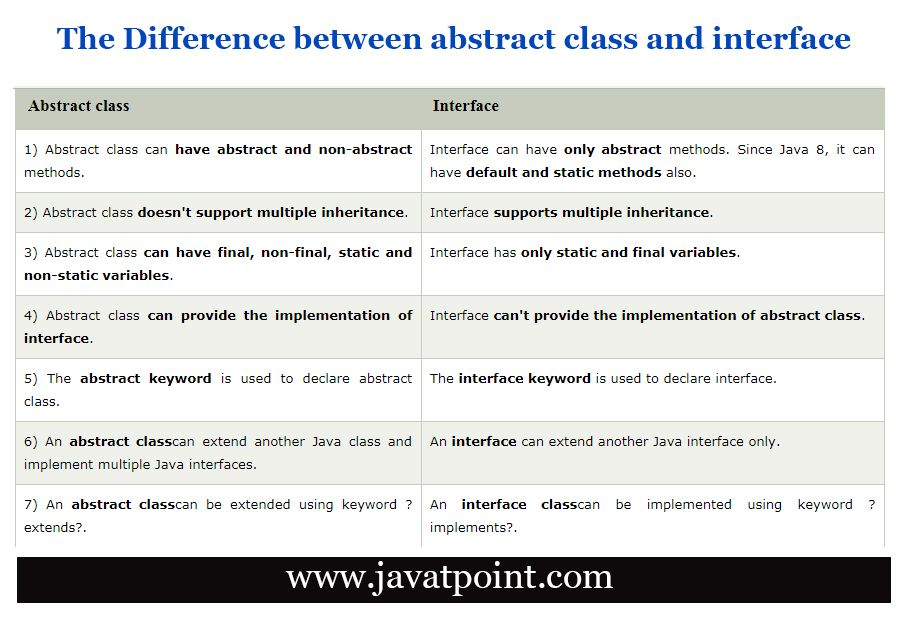 The Difference between abstract class and interface
Abstract class
Interface
1) Abstract class can have abstract and non-abstract
methods.
Interface can have only abstract methods. Since Java 8, it can
have default and static methods also.
2) Abstract class doesn't support multiple inheritance.
Interface supports multiple inheritance.
3) Abstract class can have final, non-final, static and
non-static variables.
Interface has only static and final variables.
4) Abstract class can provide the implementation of
interface.
Interface can't provide the implementation of abstract class.
5) The abstract keyword is used to declare abstract
class.
The interface keyword is used to declare interface.
6) An abstract classcan extend another Java class and
implement multiple Java interfaces.
An interface can extend another Java interface only.
7) An abstract classcan be extended using keyword ?
extends?.
An interface classcan be implemented using keyword ?
implements?.
www.javatpoint.com